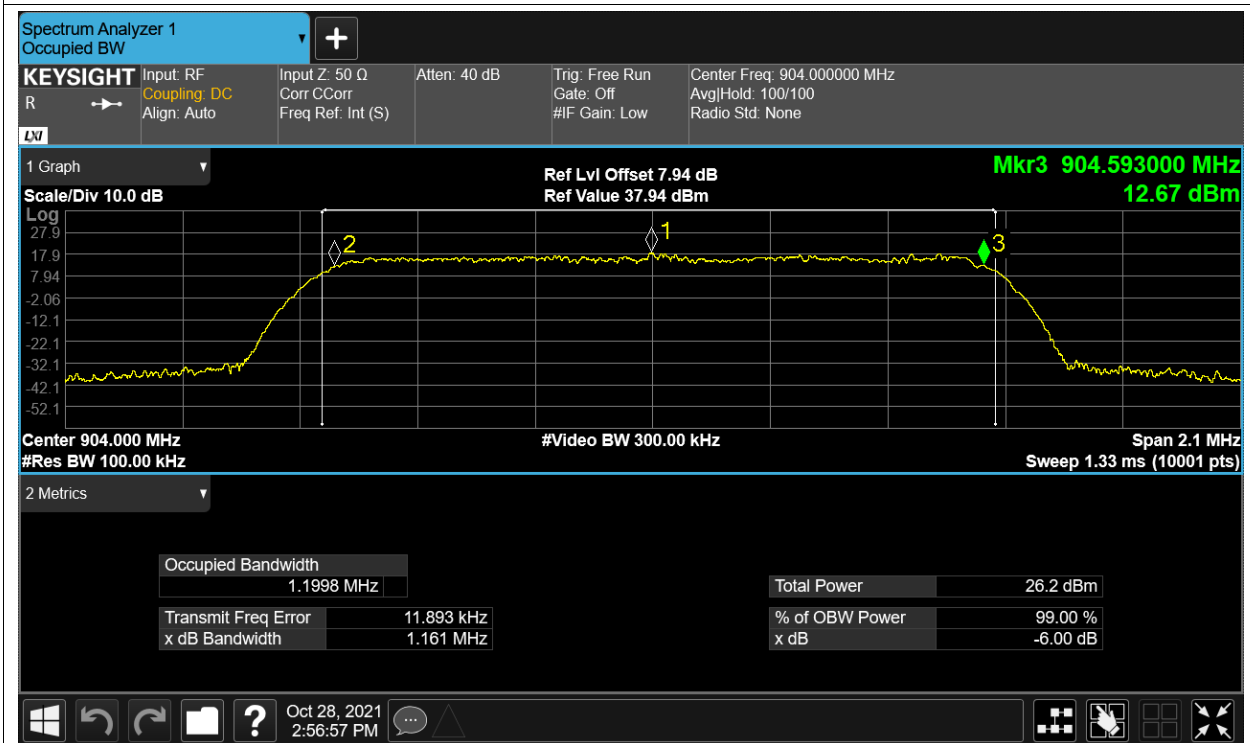 Spectrum Analyzer 1
Occupied BW
KEYSIGHT
R
LXI
Input: RF
Coupling: DC
Align: Auto
Input Z: 50 Ω
Corr CCorr
Freq Ref: Int (S)
Atten: 40 dB
Trig: Free Run
Gate: Off
#IF Gain: Low
Center Freq: 904.000000 MHz
Avg|Hold: 100/100
Radio Std: None
1 Graph
Scale/Div 10.0 dB
Ref Lvl Offset 7.94 dB
Ref Value 37.94 dBm
Mkr3 904.593000 MHz
12.67 dBm
Log
27.9
17.9
7.94
-2.06
-12.1
-22.1
-32.1
-42.1
-52.1
2
1
3
Center 904.000 MHz
#Res BW 100.00 kHz
#Video BW 300.00 kHz
Span 2.1 MHz
Sweep 1.33 ms (10001 pts)
2 Metrics
Occupied Bandwidth
1.1998 MHz
Transmit Freq Error 11.893 kHz
x dB Bandwidth 1.161 MHz
Total Power 26.2 dBm
% of OBW Power 99.00 %
x dB -6.00 dB
?
Oct 28, 2021
2:56:57 PM